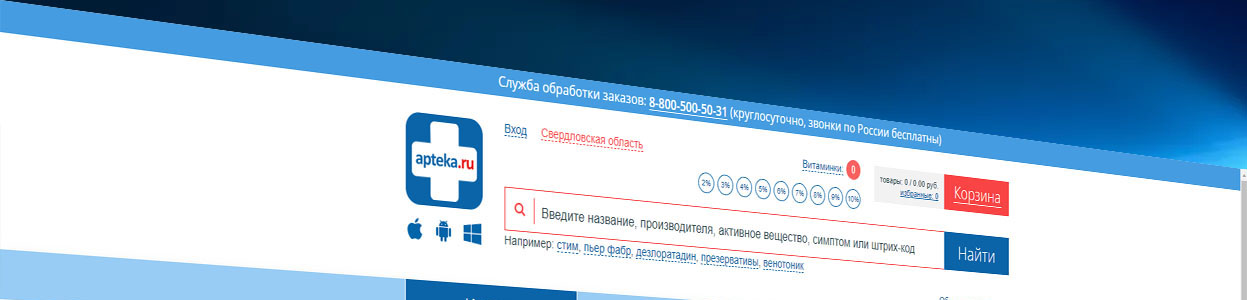 Служба обработки заказов: 8-800-500-50-31 (круглосуточно, звонки по России бесплатны)
apteka.ru
Вход Свердловская область
Витаминки: 0
2% 3% 4% 5% 6% 7% 8% 9% 10%
товары: 0 / 0.00 руб.
избранные: 0
Корзина
Введите название, производителя, активное вещество, симптом или штрих-код
Найти
Например: стим, пьер фабр, дезлоратадин, презервативы, венотоник